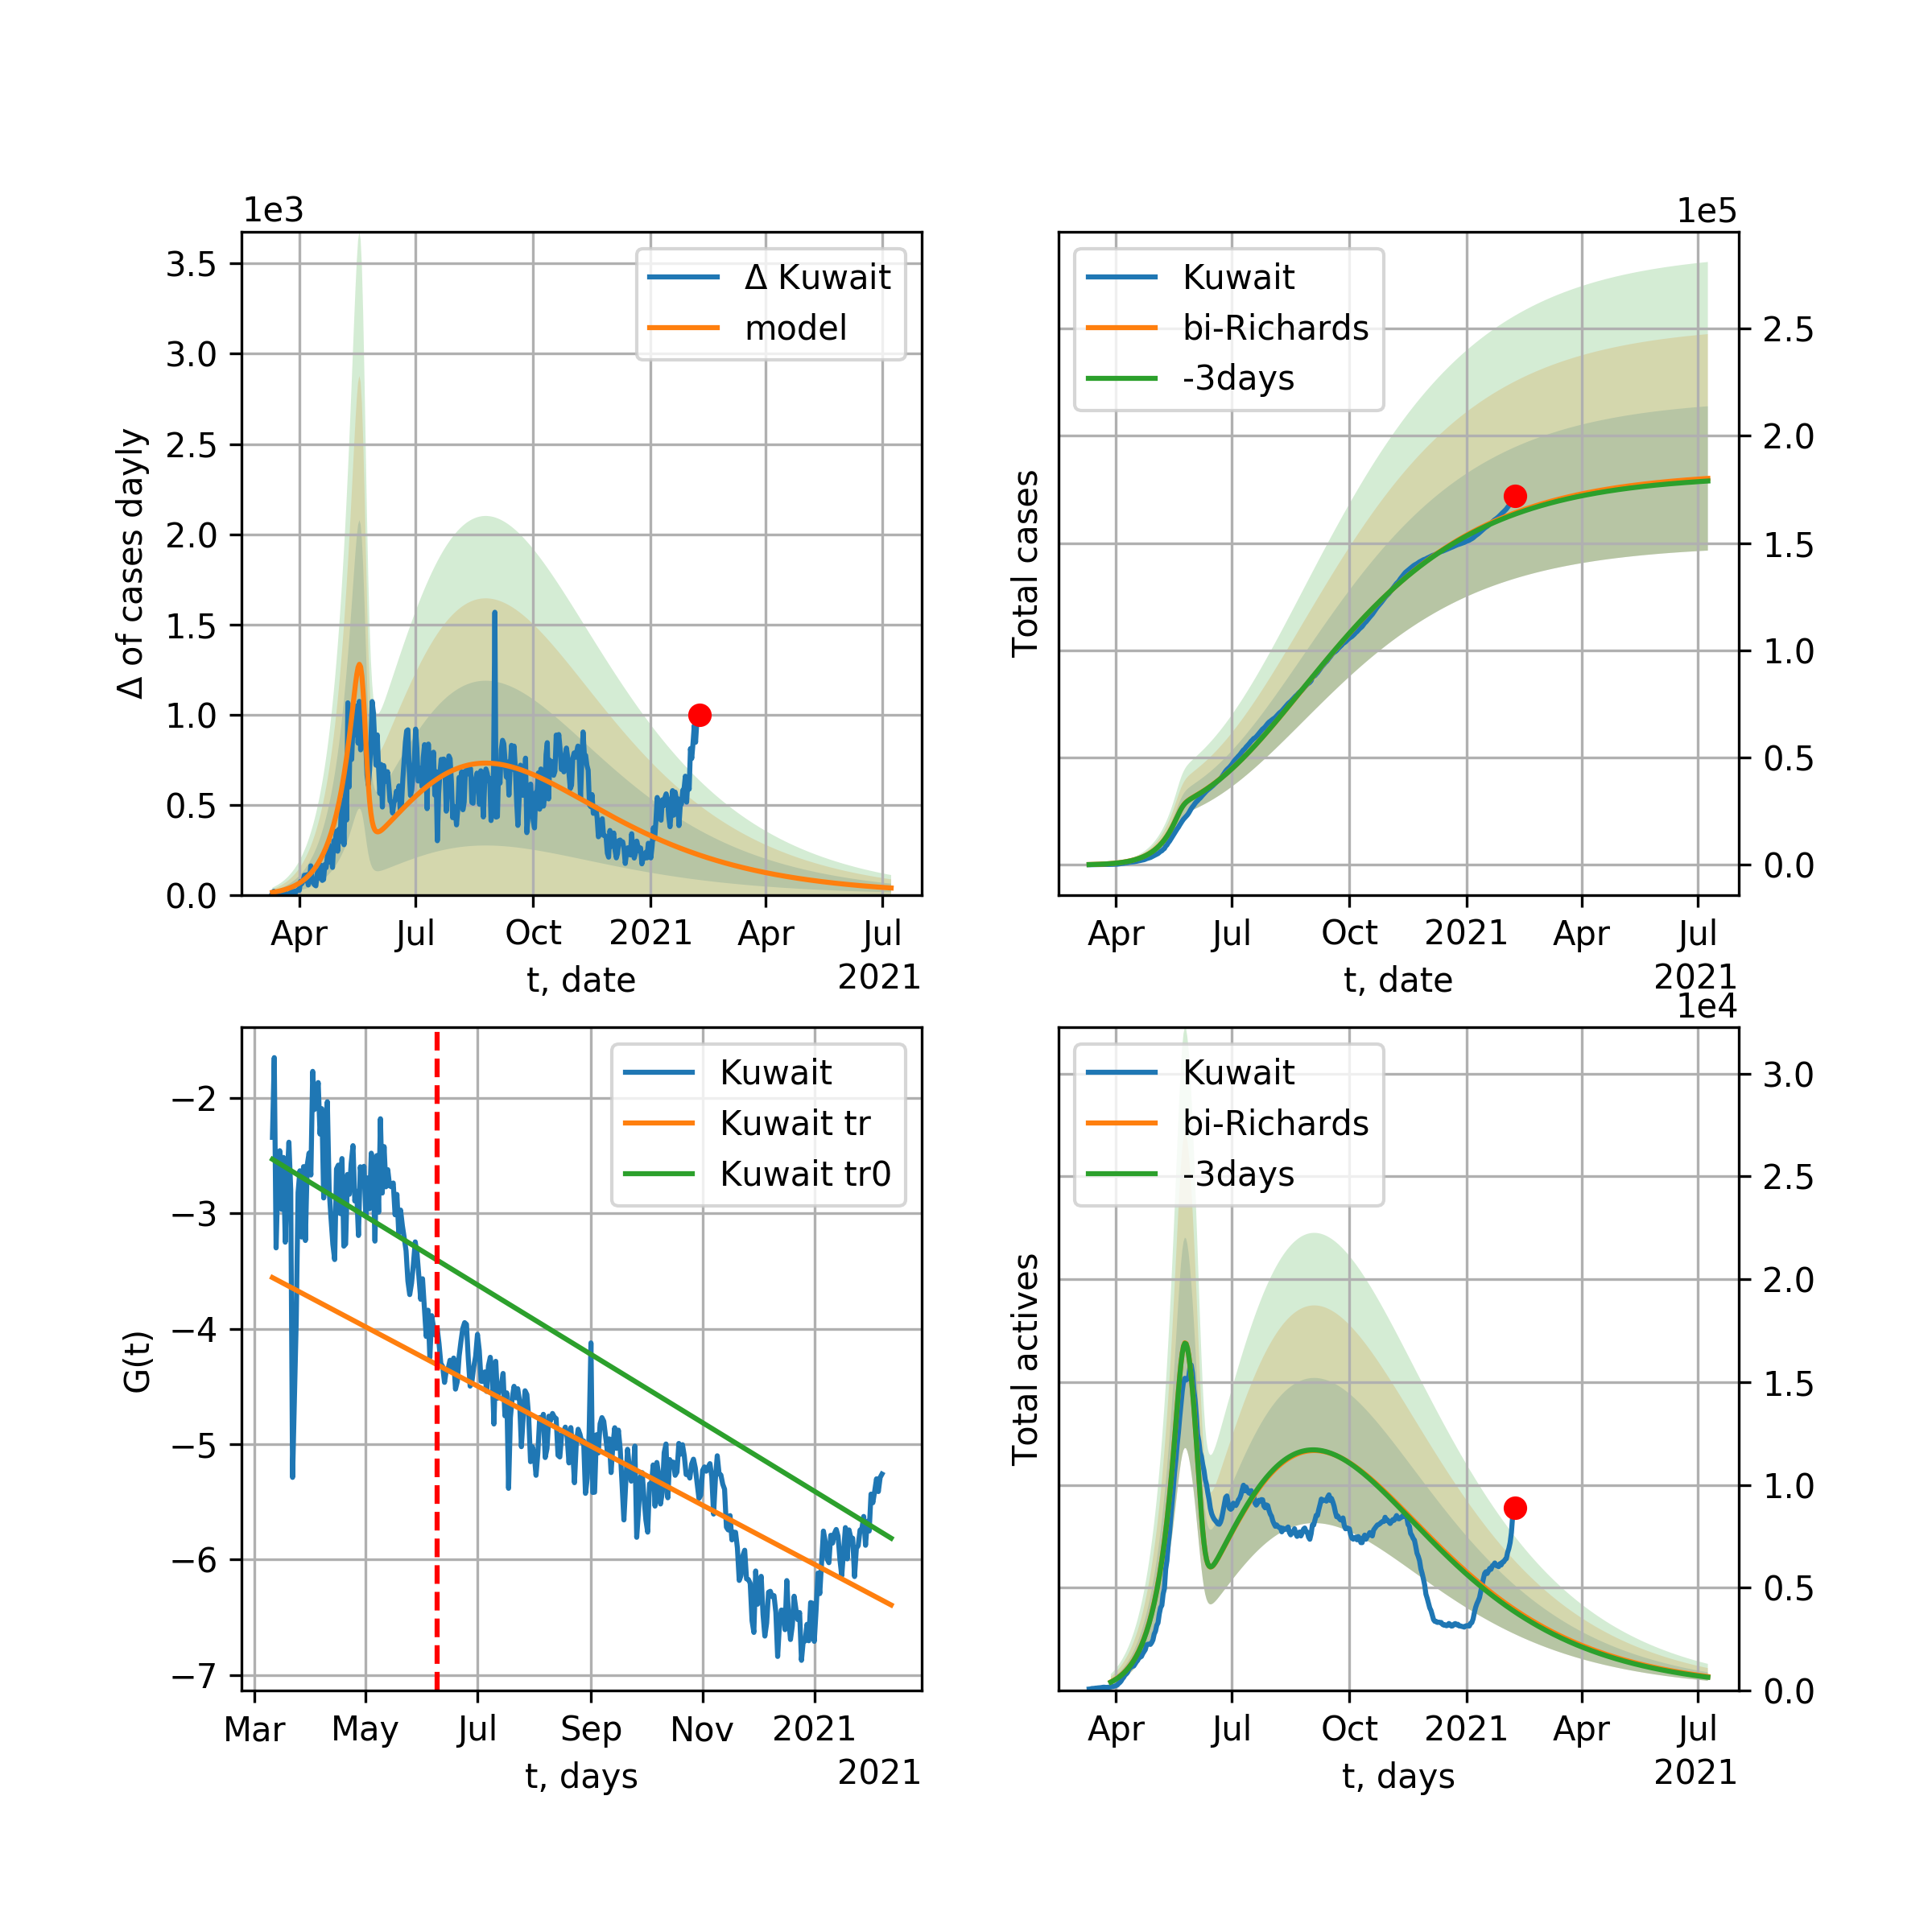 1e3
3.5
3.0
2.5
2.0
1.5
1.0
0.5
0.0
Δ of cases dayly
Δ Kuwait
model
Apr Jul Oct 2021 Apr Jul
t, date
2021
1e5
Total cases
Kuwait
bi-Richards
-3days
2.5
2.0
1.5
1.0
0.5
0.0
Apr Jul Oct 2021 Apr Jul
t, date
2021
−2
−3
−4
−5
−6
−7
G(t)
Kuwait
Kuwait tr
Kuwait tr0
Mar May Jul Sep Nov 2021
t, days
2021
1e4
Total actives
Kuwait
bi-Richards
-3days
3.0
2.5
2.0
1.5
1.0
0.5
0.0
Apr Jul Oct 2021 Apr Jul
t, days
2021